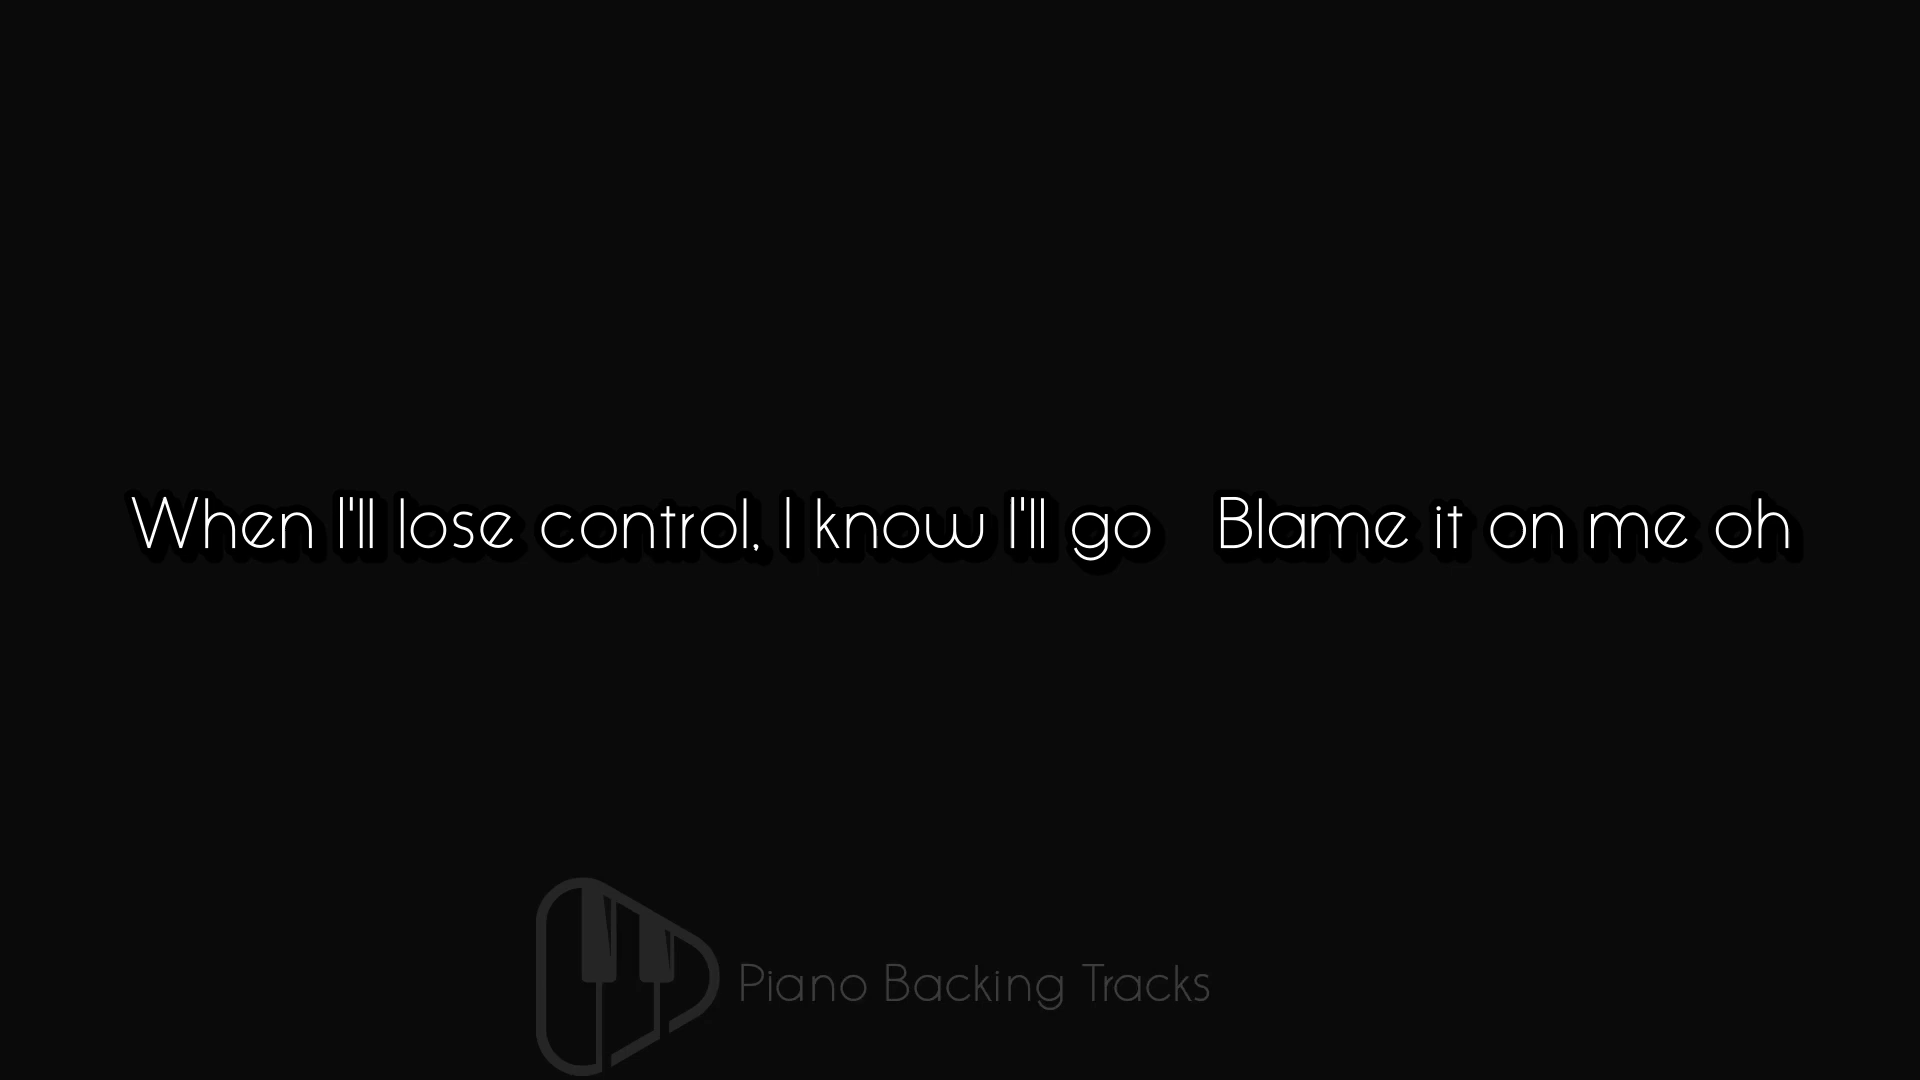 When I'll lose control, I know I'll go   Blame it on me oh
Piano Backing Tracks